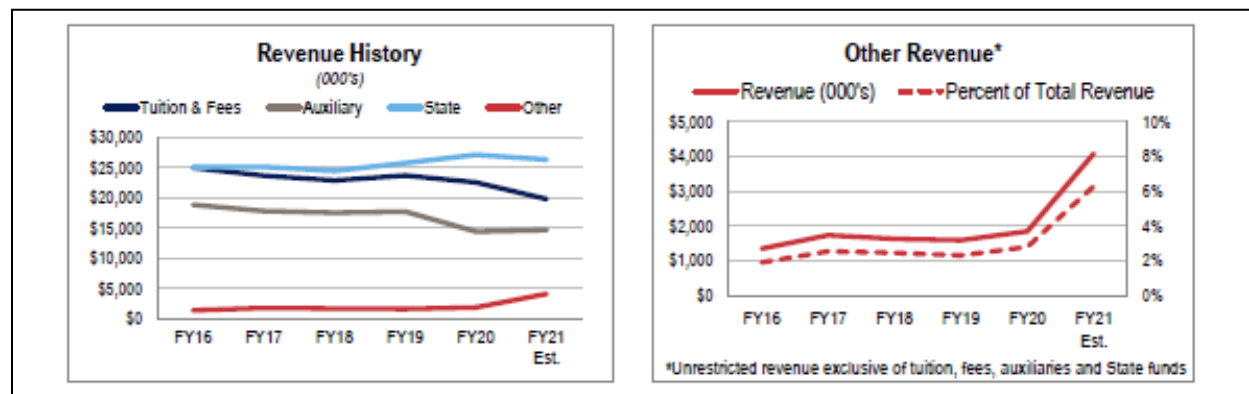 Revenue History
(000's)
Tuition & Fees Auxiliary State Other
$30,000
$25,000
$20,000
$15,000
$10,000
$5,000
$0
FY16 FY17 FY18 FY19 FY20 FY21
Est.
Other Revenue*
Revenue (000's) Percent of Total Revenue
$5,000 10%
$4,000 8%
$3,000 6%
$2,000 4%
$1,000 2%
$0 0%
FY16 FY17 FY18 FY19 FY20 FY21
Est.
*Unrestricted revenue exclusive of tuition, fees, auxiliaries and State funds